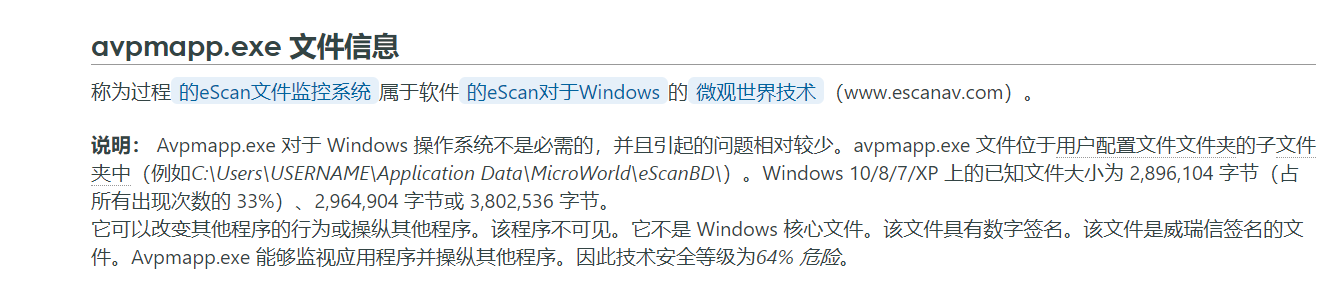 avpmapp.exe 文件信息
称为过程 的eScan文件监控系统 属于软件 的eScan对于Windows 的 微观世界技术 （www.escanav.com）。
说明： Avpmapp.exe 对于 Windows 操作系统不是必需的，并且引起的问题相对较少。avpmapp.exe 文件位于用户配置文件文件夹的子文件
夹中（例如C:\Users\USERNAME\Application Data\MicroWorld\eScanBD\）。Windows 10/8/7/XP 上的已知文件大小为 2,896,104 字节（占
所有出现次数的 33%）、2,964,904 字节或 3,802,536 字节。
它可以改变其他程序的行为或操纵其他程序。该程序不可见。它不是 Windows 核心文件。该文件具有数字签名。该文件是威瑞信签名的文
件。Avpmapp.exe 能够监视应用程序并操纵其他程序。因此技术安全等级为64% 危险。